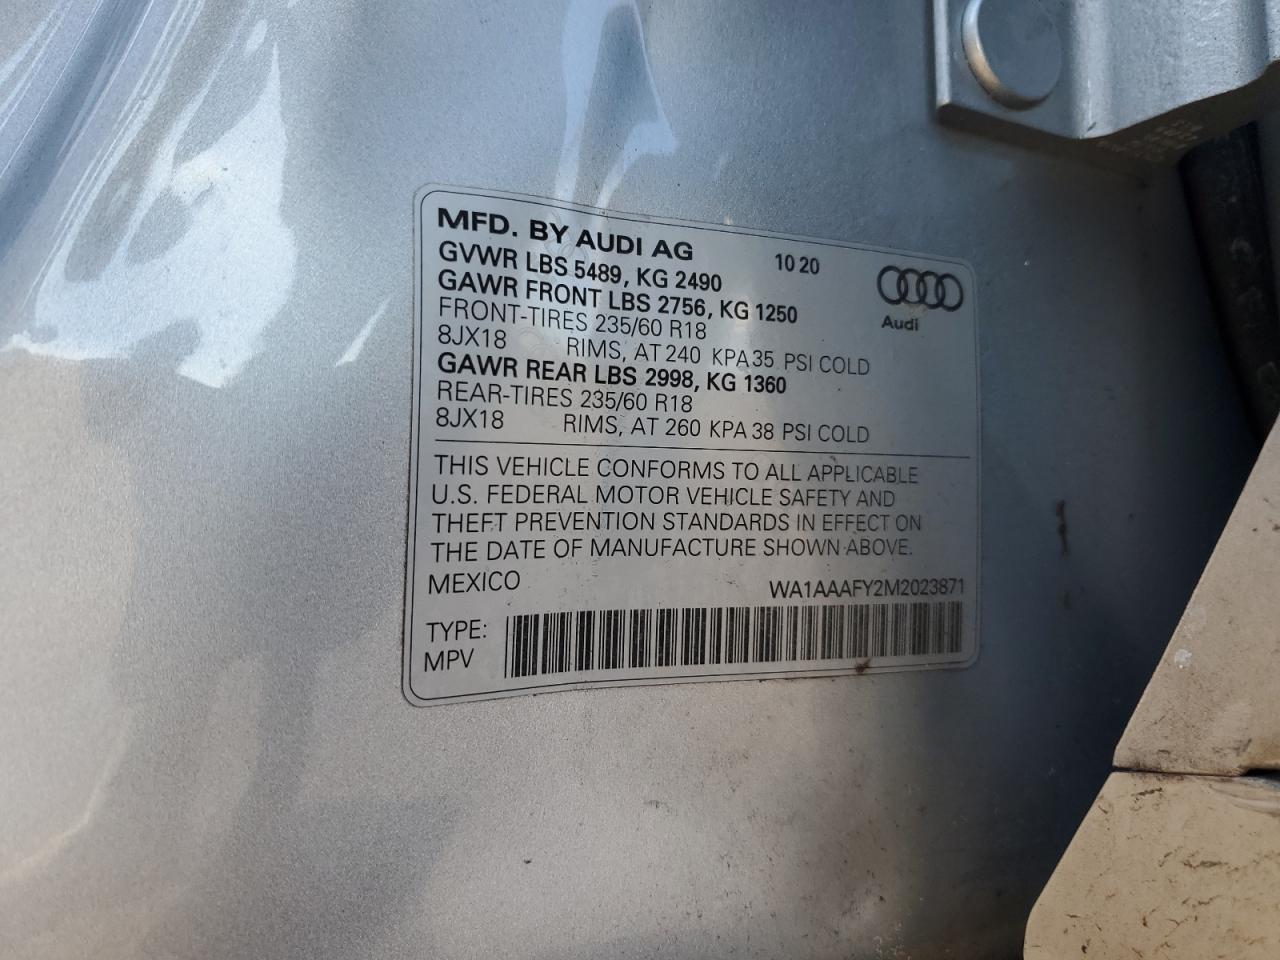 MFD. BY AUDI AG 10 20
GVWR LBS 5489, KG 2490
GAWR FRONT LBS 2756, KG 1250
FRONT-TIRES 235/60 R18
8JX18 RIMS, AT 240 KPA 35 PSI COLD
GAWR REAR LBS 2998, KG 1360
REAR-TIRES 235/60 R18
8JX18 RIMS, AT 260 KPA 38 PSI COLD
Audi
THIS VEHICLE CONFORMS TO ALL APPLICABLE
U.S. FEDERAL MOTOR VEHICLE SAFETY AND
THEFT PREVENTION STANDARDS IN EFFECT ON
THE DATE OF MANUFACTURE SHOWN ABOVE.
MEXICO WA1AAAFY2M2023871
TYPE:
MPV